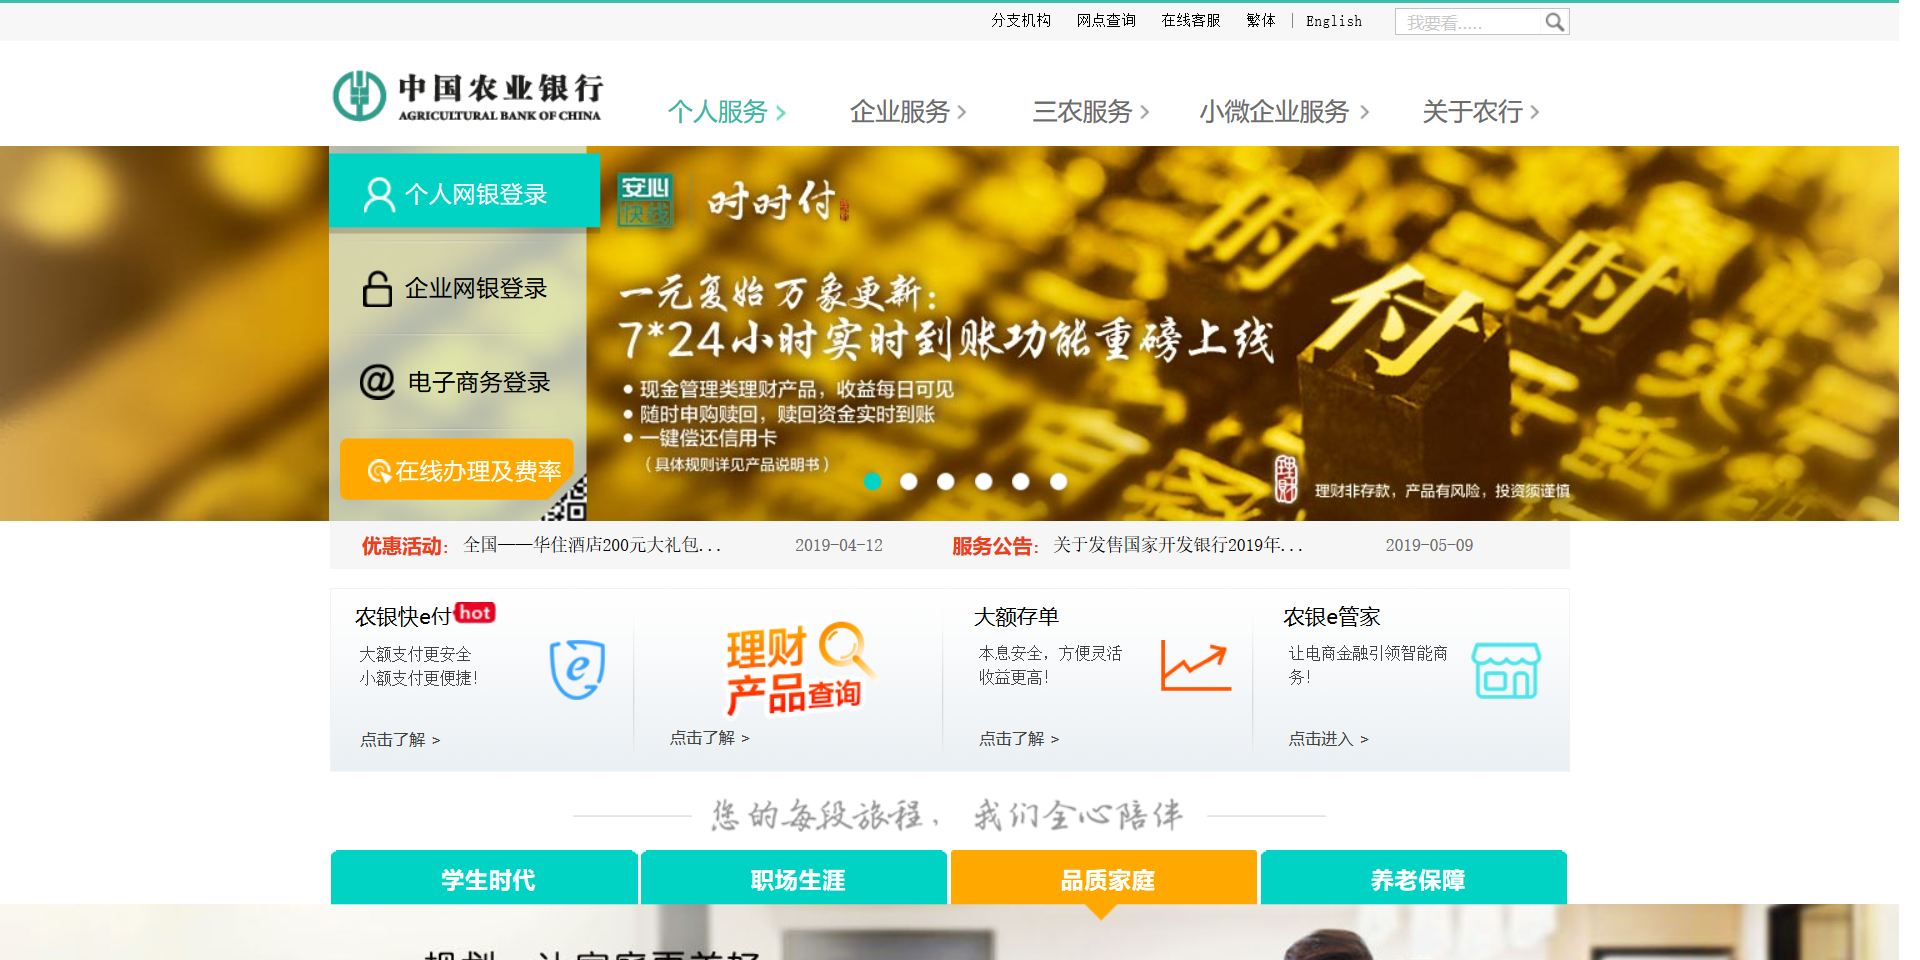 分支机构 网点查询 在线客服 繁体 | English 我要看.....
中国农业银行
AGRICULTURAL BANK OF CHINA
个人服务 > 企业服务 > 三农服务 > 小微企业服务 > 关于农行 >
个人网银登录
企业网银登录
@ 电子商务登录
在线办理及费率
安心
快线
时时付
一元复始 万象更新：
7*24小时实时到账功能重磅上线
• 现金管理类理财产品，收益每日可见
• 随时申购赎回，赎回资金实时到账
• 一键偿还信用卡
（具体规则详见产品说明书）
时
付
时
理财
理财非存款，产品有风险，投资须谨慎
优惠活动： 全国——华住酒店200元大礼包... 2019-04-12 服务公告： 关于发售国家开发银行2019年... 2019-05-09
农银快e付 hot
大额支付更安全
小额支付更便捷！
点击了解 >
理财
产品查询
点击了解 >
大额存单
本息安全，方便灵活
收益更高！
点击了解 >
农银e管家
让电商金融引领智能商
务！
点击进入 >
您的每段旅程，我们全心陪伴
学生时代 职场生涯 品质家庭 养老保障
规划，让家庭更美好